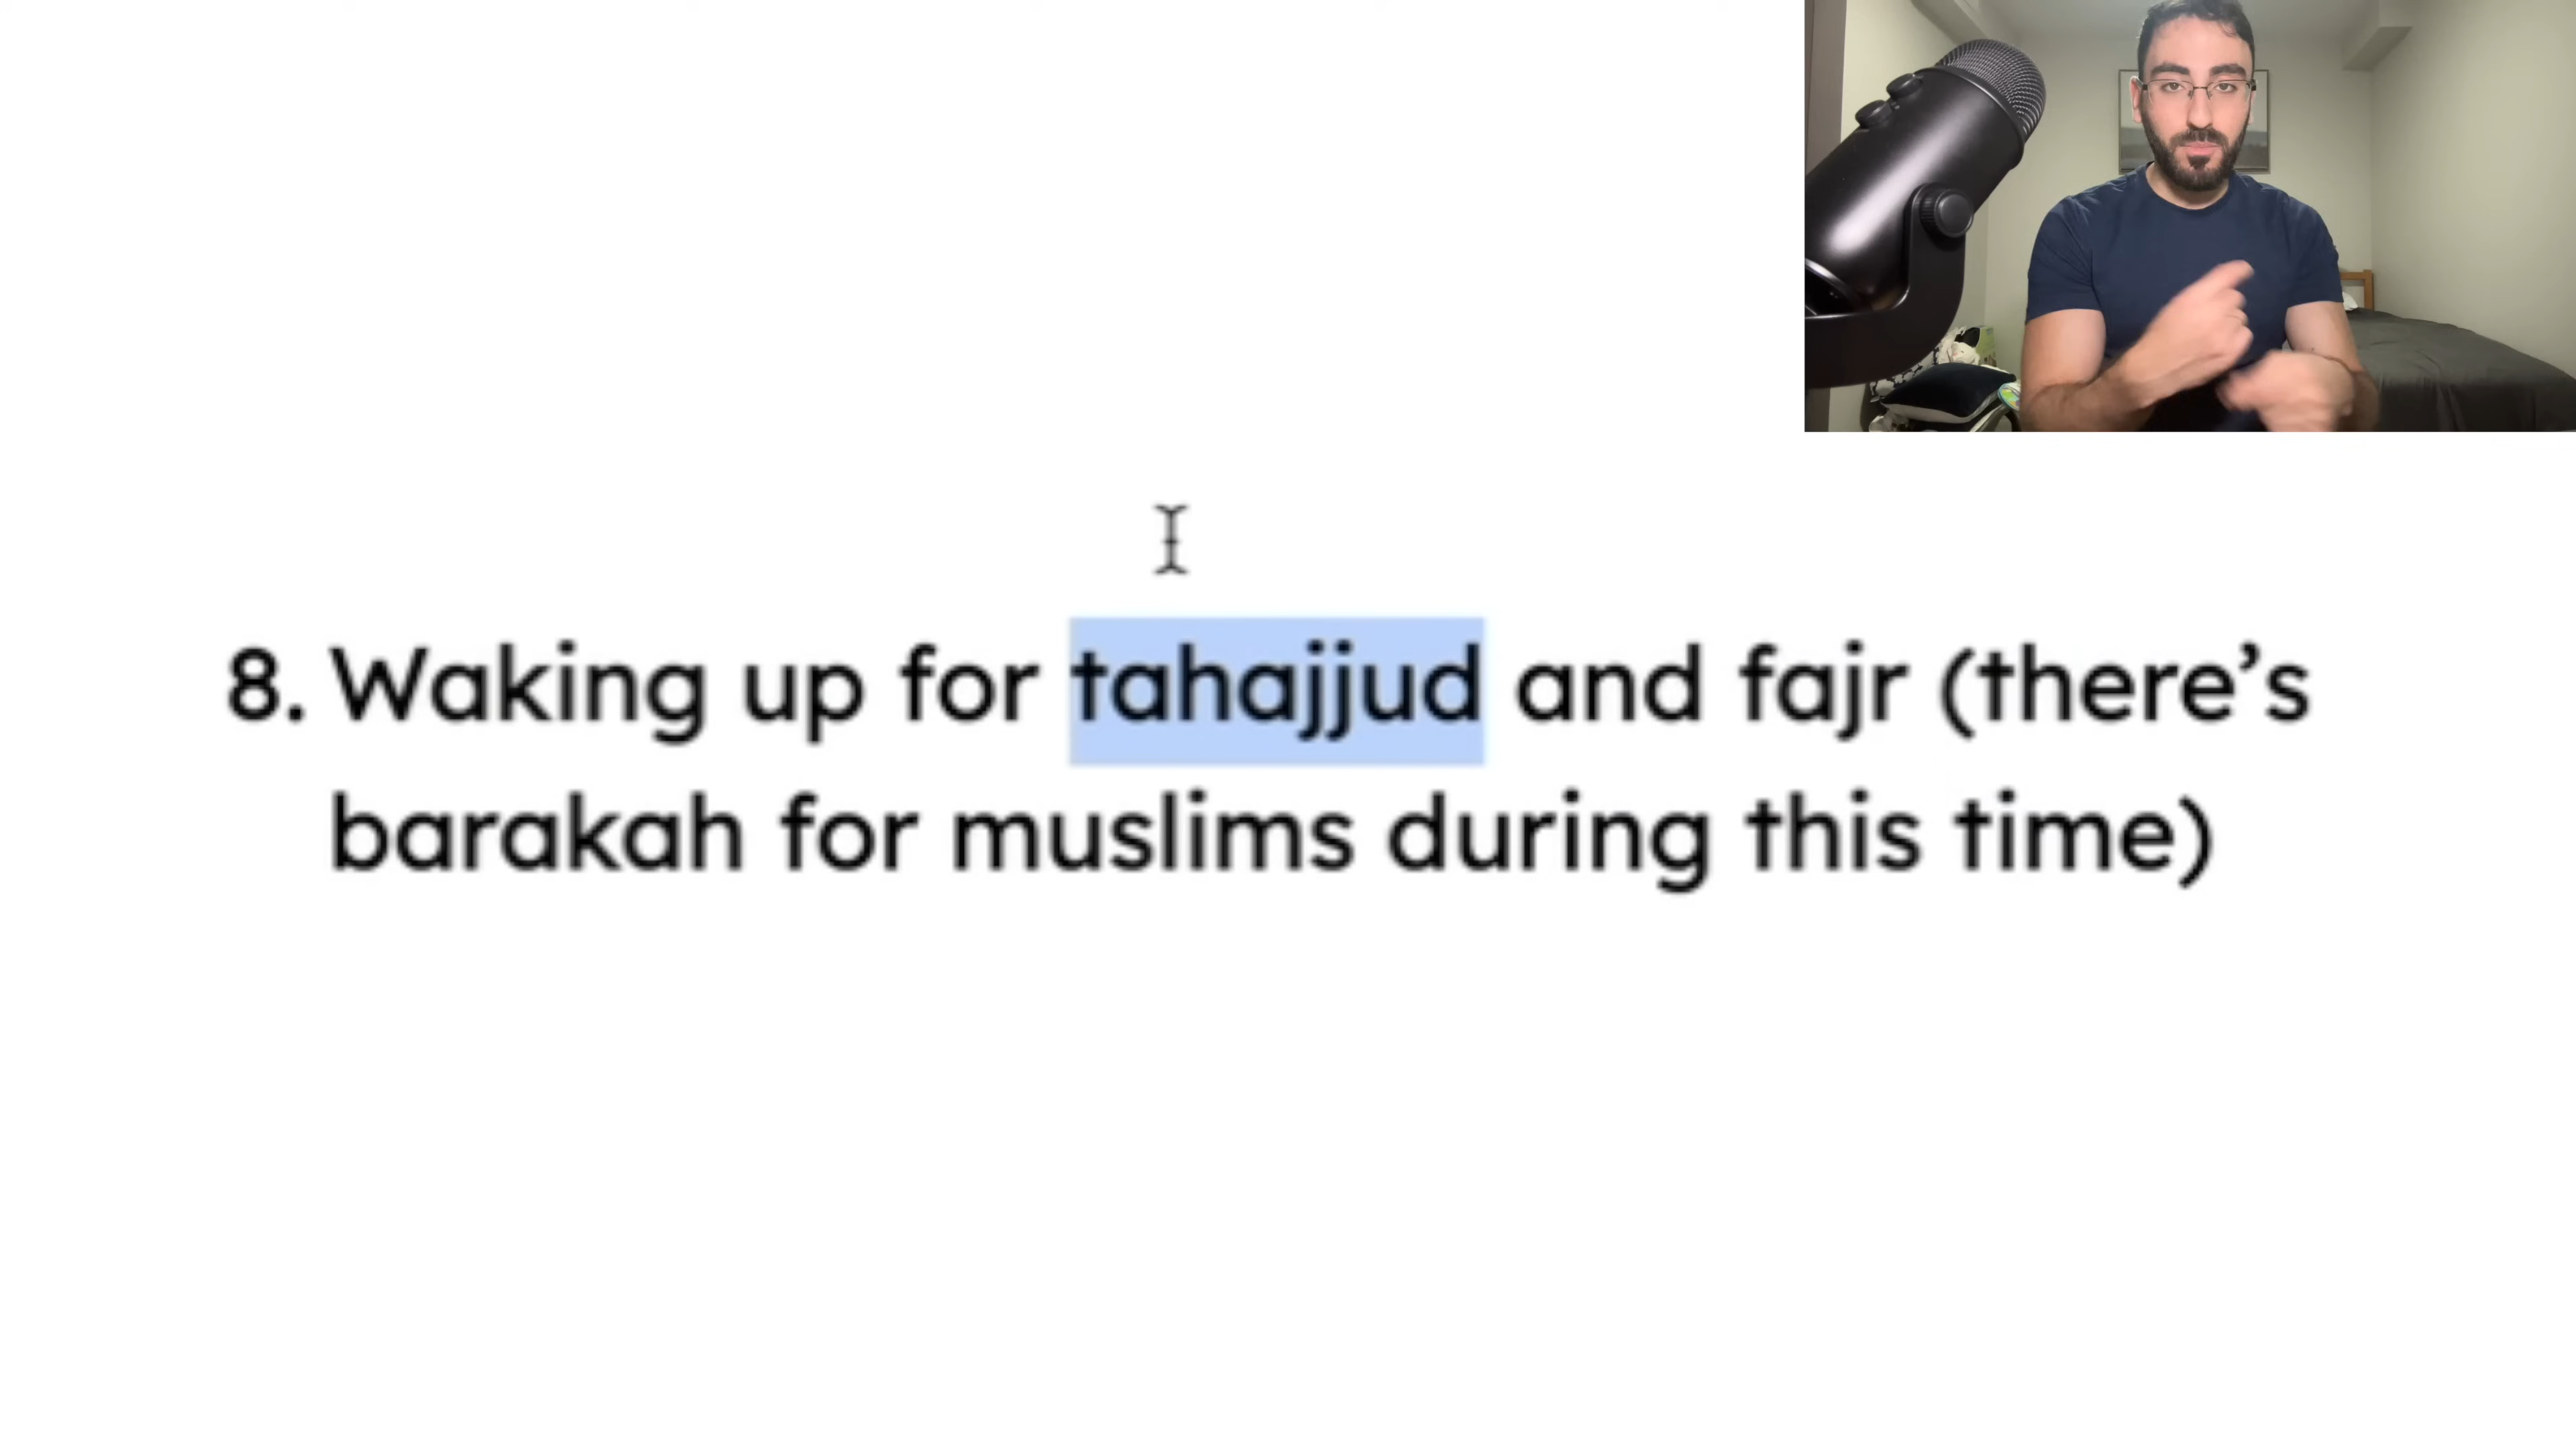 8. Waking up for tahajjud and fajr (there’s
barakah for muslims during this time)